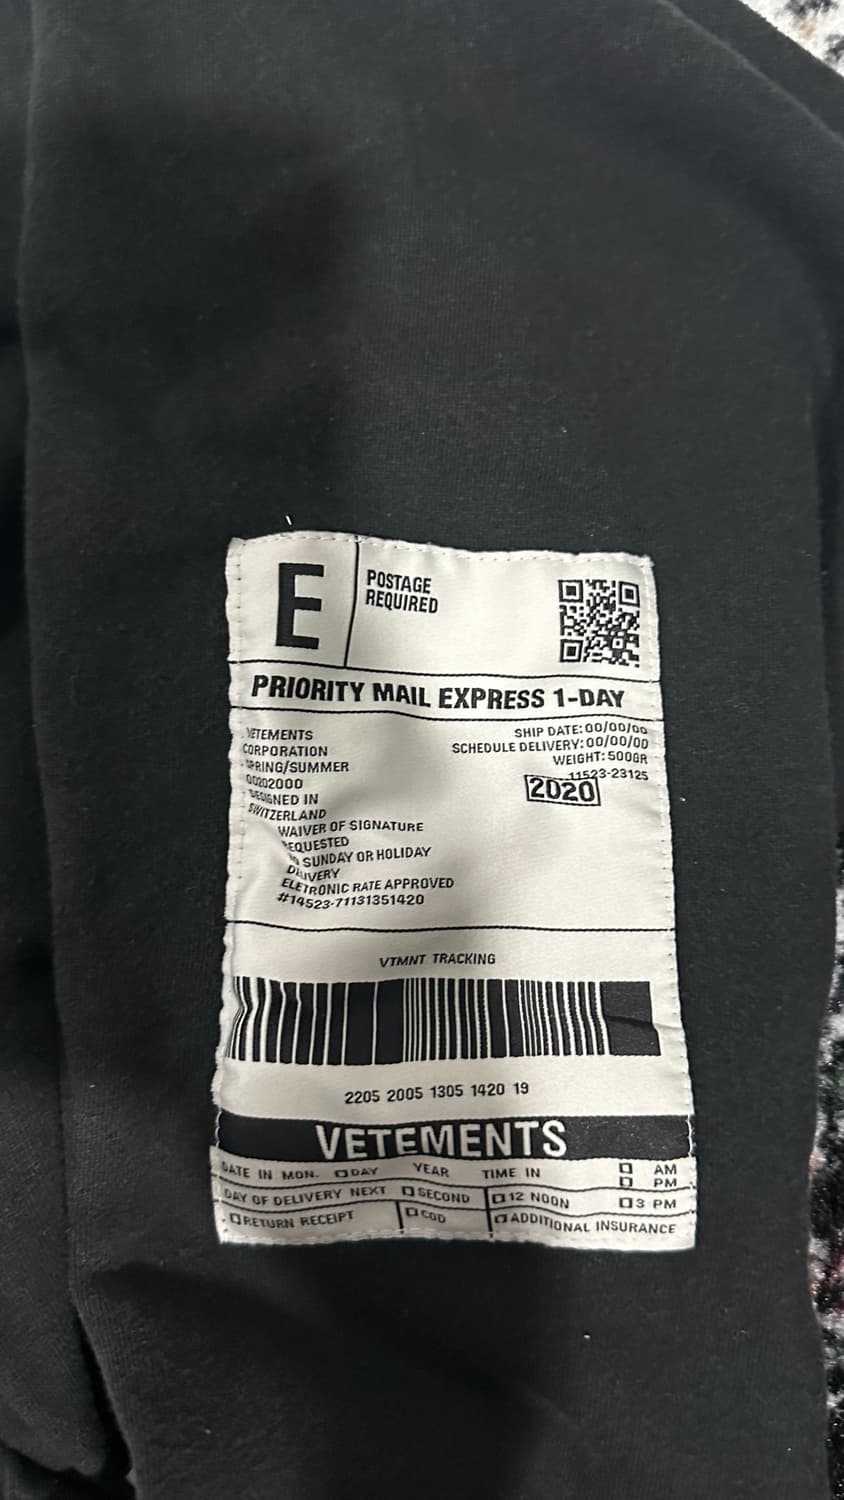 E
POSTAGE
REQUIRED
PRIORITY MAIL EXPRESS 1-DAY
VETEMENTS
CORPORATION
SPRING/SUMMER
00202000
DESIGNED IN
SWITZERLAND
SHIP DATE:00/00/00
SCHEDULE DELIVERY:00/00/00
WEIGHT:500GR
11523-23125
2020
WAIVER OF SIGNATURE
REQUESTED
NO SUNDAY OR HOLIDAY
DELIVERY
ELETRONIC RATE APPROVED
#14523-71131351420
VTMNT TRACKING
2205 2005 1305 1420 19
VETEMENTS
DATE IN MON. DAY YEAR TIME IN AM
PM
DAY OF DELIVERY NEXT SECOND 12 NOON 3 PM
RETURN RECEIPT COD ADDITIONAL INSURANCE